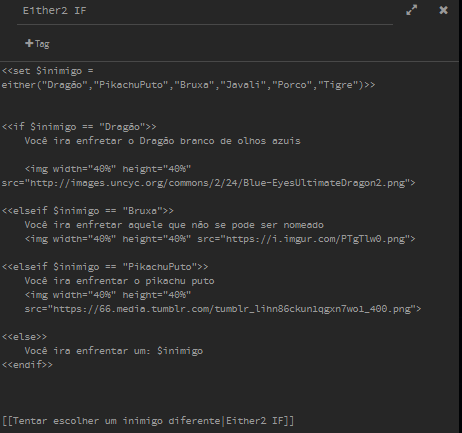 Either2 IF
+Tag
<<set $inimigo =
either("Dragão","PikachuPuto","Bruxa","Javali","Porco","Tigre")>>
<<if $inimigo == "Dragão">>
Você ira enfretar o Dragão branco de olhos azuis
<img width="40%" height="40%"
src="http://images.uncyc.org/commons/2/24/Blue-EyesUltimateDragon2.png">
<<elseif $inimigo == "Bruxa">>
Você ira enfretar aquele que não se pode ser nomeado
<img width="40%" height="40%" src="https://i.imgur.com/PTgTlw0.png">
<<elseif $inimigo == "PikachuPuto">>
Você ira enfrentar o pikachu puto
<img width="40%" height="40%"
src="https://66.media.tumblr.com/tumblr_lihn86ckun1qgxn7wo1_400.png">
<<else>>
Você ira enfrentar um: $inimigo
<<endif>>
[[Tentar escolher um inimigo diferente|Either2 IF]]